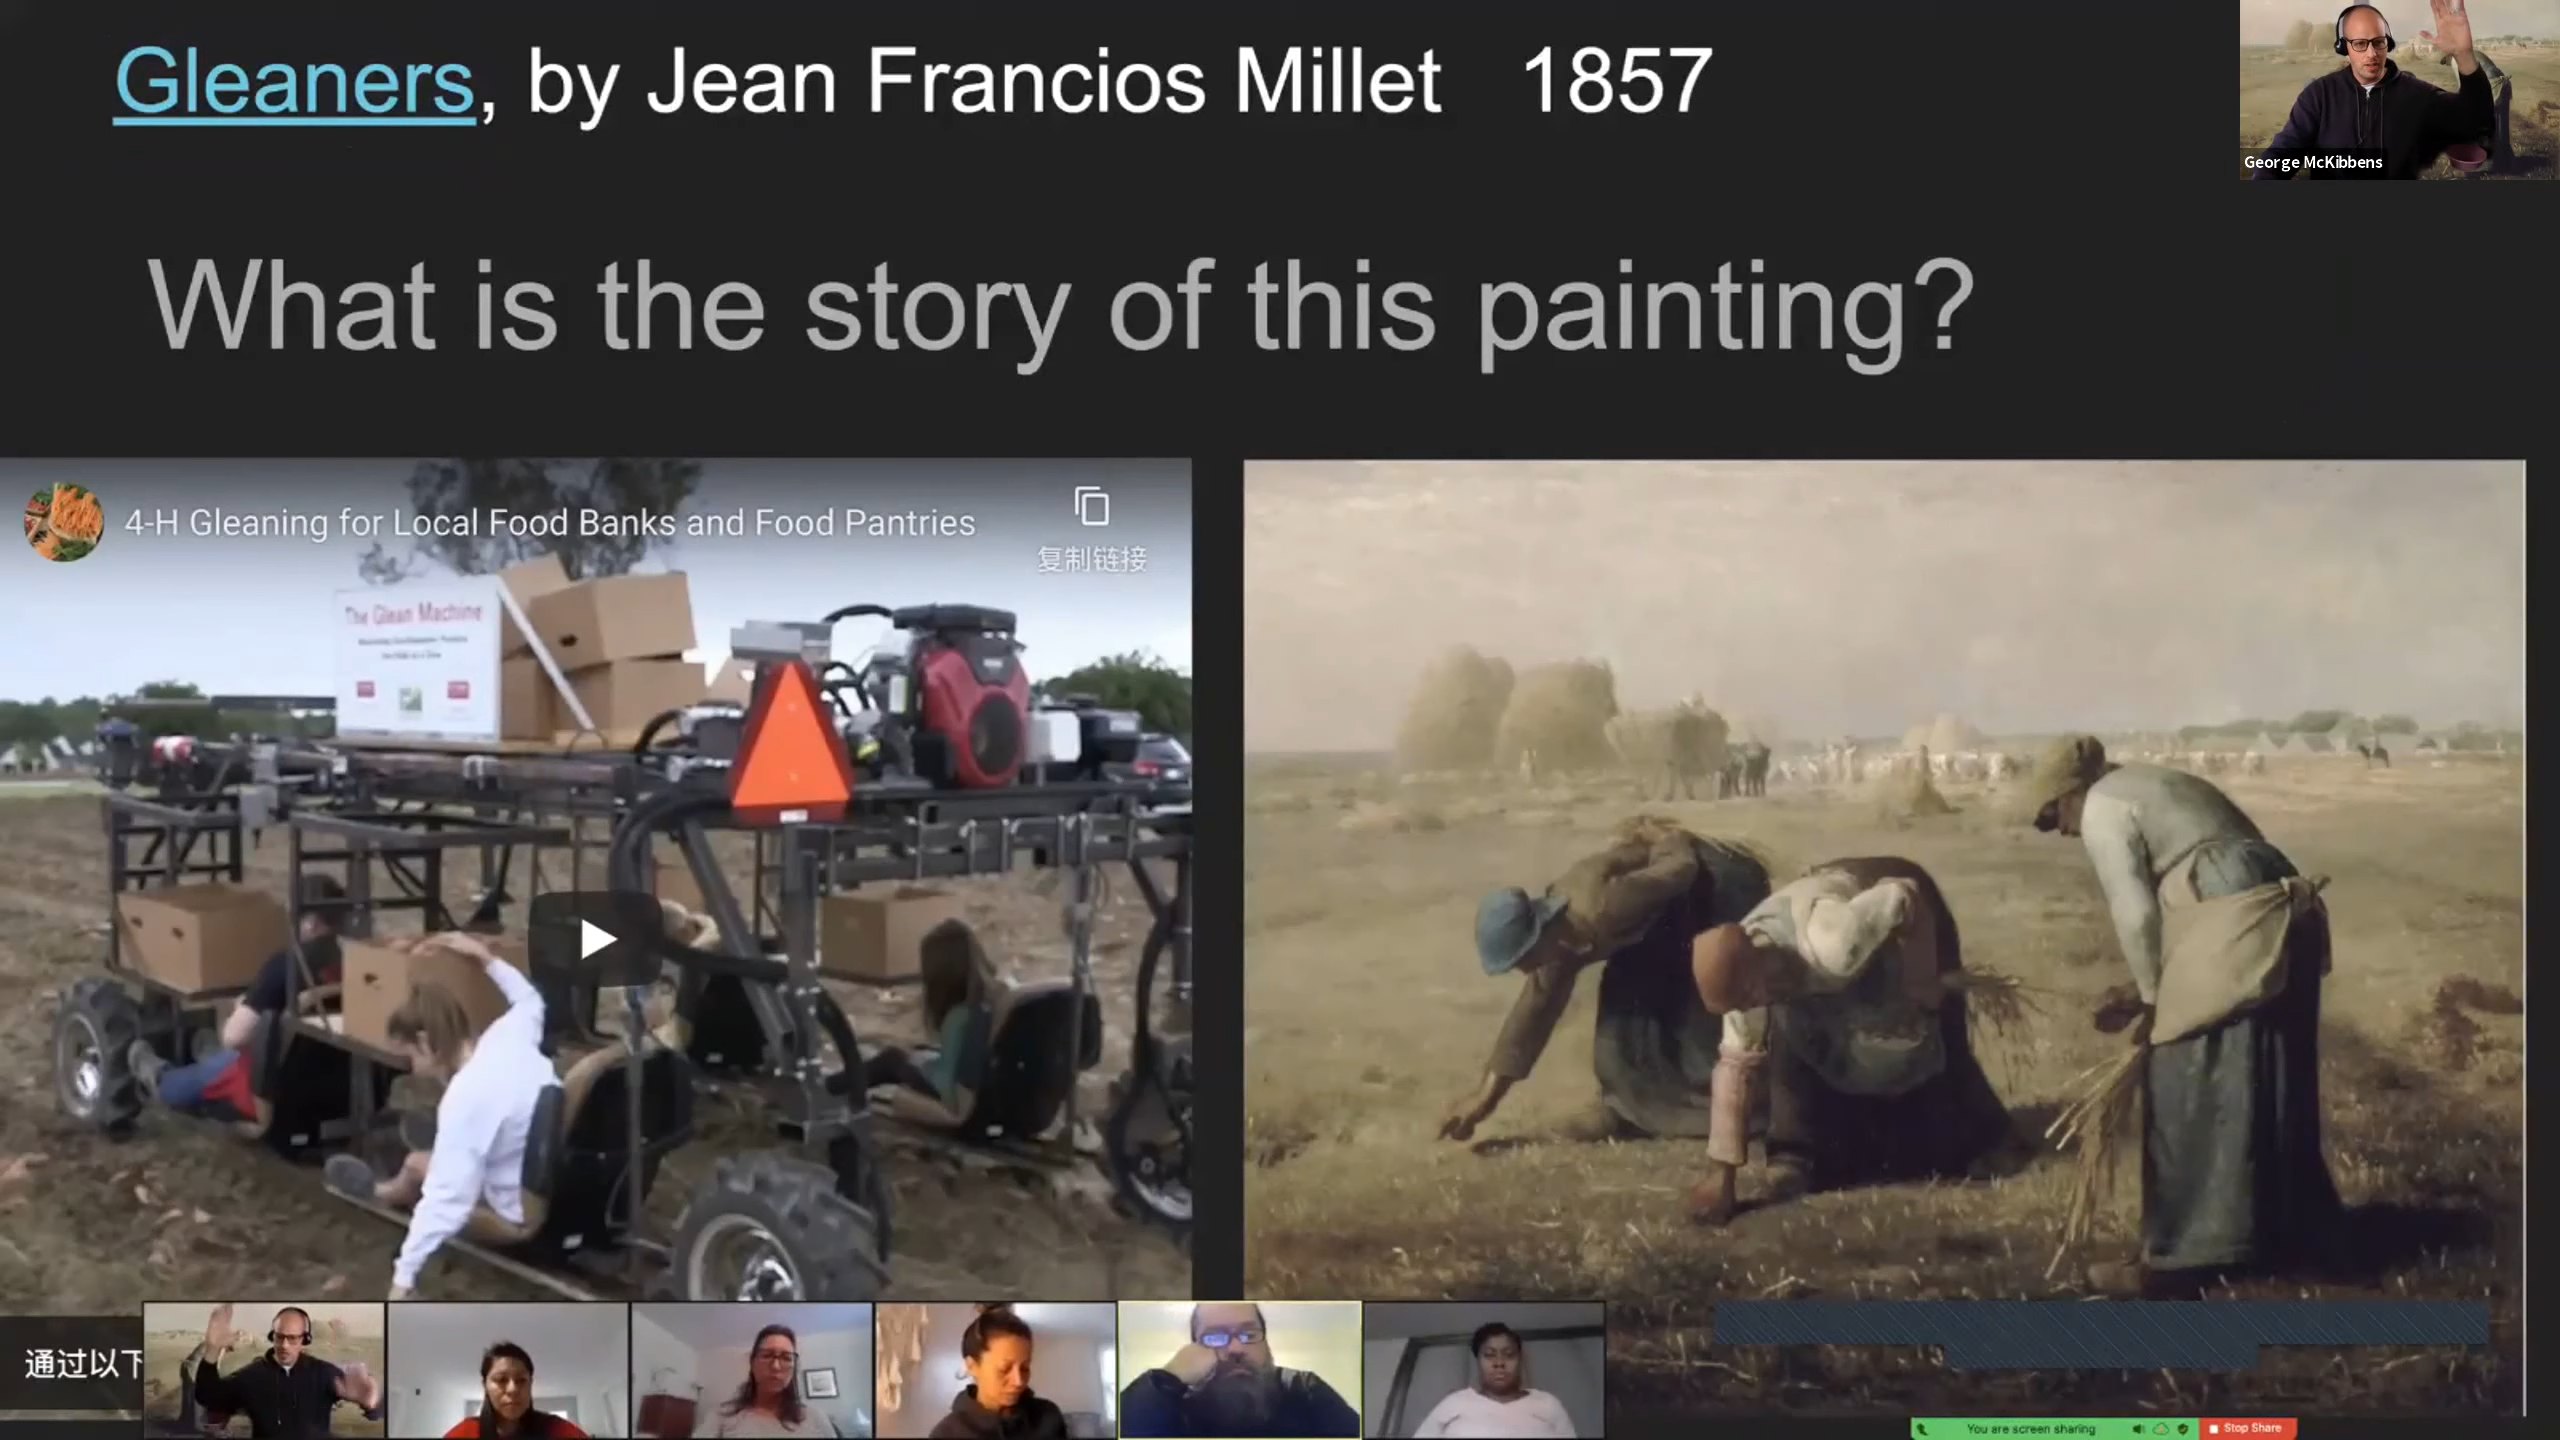 Gleaners, by Jean Francios Millet 1857
George McKibbens
What is the story of this painting?
4-H Gleaning for Local Food Banks and Food Pantries
复制链接
The Glean Machine
通过以下
You are screen sharing
Stop Share